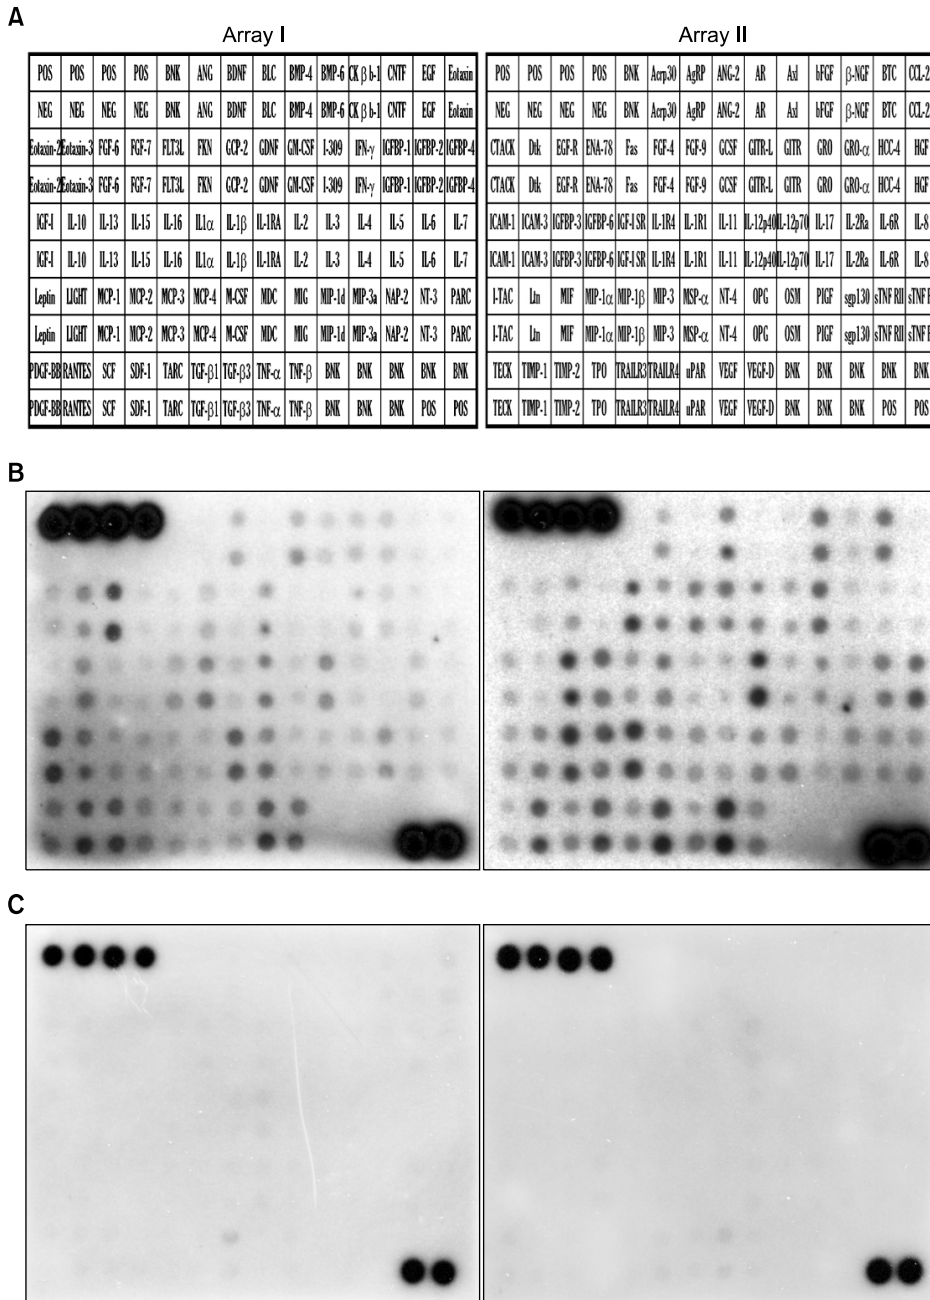 A
Array I
Array II
POS POS POS POS BNK ANG BDNF BLC BMP-4 BMP-6 CK β b-1 CNTF EGF Eotaxin
NEG NEG NEG NEG BNK ANG BDNF BLC BMP-4 BMP-6 CK β b-1 CNTF EGF Eotaxin
Eotaxin-2 Eotaxin-3 FGF-6 FGF-7 FLT3L FKN GCP-2 GDNF GM-CSF I-309 IFN-γ IGFBP-1 IGFBP-2 IGFBP-4
Eotaxin-2 Eotaxin-3 FGF-6 FGF-7 FLT3L FKN GCP-2 GDNF GM-CSF I-309 IFN-γ IGFBP-1 IGFBP-2 IGFBP-4
IGF-I IL-10 IL-13 IL-15 IL-16 IL1α IL-1β IL-1RA IL-2 IL-3 IL-4 IL-5 IL-6 IL-7
IGF-I IL-10 IL-13 IL-15 IL-16 IL1α IL-1β IL-1RA IL-2 IL-3 IL-4 IL-5 IL-6 IL-7
Leptin LIGHT MCP-1 MCP-2 MCP-3 MCP-4 M-CSF MDC MIG MIP-1d MIP-3a NAP-2 NT-3 PARC
Leptin LIGHT MCP-1 MCP-2 MCP-3 MCP-4 M-CSF MDC MIG MIP-1d MIP-3a NAP-2 NT-3 PARC
PDGF-BB RANTES SCF SDF-1 TARC TGF-β1 TGF-β3 TNF-α TNF-β BNK BNK BNK BNK BNK
PDGF-BB RANTES SCF SDF-1 TARC TGF-β1 TGF-β3 TNF-α TNF-β BNK BNK BNK POS POS
POS POS POS POS BNK Acrp30 AgRP ANG-2 AR Axl bFGF β-NGF BTC CCL-2
NEG NEG NEG NEG BNK Acrp30 AgRP ANG-2 AR Axl bFGF β-NGF BTC CCL-2
CTACK Dtk EGF-R ENA-78 Fas FGF-4 FGF-9 GCSF GITR-L GITR GRO GRO-α HCC-4 HGF
CTACK Dtk EGF-R ENA-78 Fas FGF-4 FGF-9 GCSF GITR-L GITR GRO GRO-α HCC-4 HGF
ICAM-1 ICAM-3 IGFBP-3 IGFBP-6 IGF-I SR IL-1R4 IL-1R1 IL-11 IL-12p40 IL-12p70 IL-17 IL-2Ra IL-6R IL-8
ICAM-1 ICAM-3 IGFBP-3 IGFBP-6 IGF-I SR IL-1R4 IL-1R1 IL-11 IL-12p40 IL-12p70 IL-17 IL-2Ra IL-6R IL-8
I-TAC Ltn MIF MIP-1α MIP-1β MIP-3 MSP-α NT-4 OPG OSM PIGF sgp130 sTNF RII sTNF
I-TAC Ltn MIF MIP-1α MIP-1β MIP-3 MSP-α NT-4 OPG OSM PIGF sgp130 sTNF RII sTNF
TECK TIMP-1 TIMP-2 TPO TRAILR3 TRAILR4 uPAR VEGF VEGF-D BNK BNK BNK BNK BNK
TECK TIMP-1 TIMP-2 TPO TRAILR3 TRAILR4 uPAR VEGF VEGF-D BNK BNK BNK POS POS
B
C